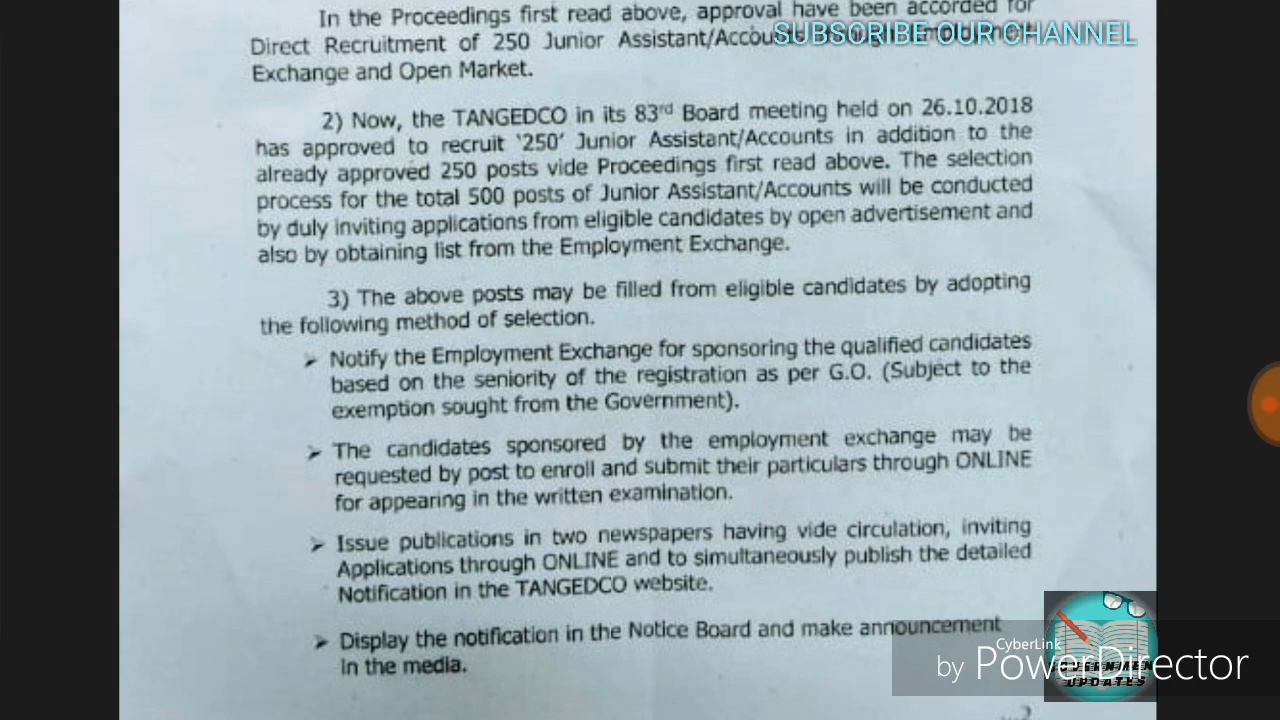 In the Proceedings first read above, approval have been accorded for
SUBSCRIBE OUR CHANNEL
Direct Recruitment of 250 Junior Assistant/Accounts
Exchange and Open Market.
2) Now, the TANGEDCO in its 83rd Board meeting held on 26.10.2018
has approved to recruit '250' Junior Assistant/Accounts in addition to the
already approved 250 posts vide Proceedings first read above. The selection
process for the total 500 posts of Junior Assistant/Accounts will be conducted
by duly inviting applications from eligible candidates by open advertisement and
also by obtaining list from the Employment Exchange.
3) The above posts may be filled from eligible candidates by adopting
the following method of selection.
➢ Notify the Employment Exchange for sponsoring the qualified candidates
based on the seniority of the registration as per G.O. (Subject to the
exemption sought from the Government).
➢ The candidates sponsored by the employment exchange may be
requested by post to enroll and submit their particulars through ONLINE
for appearing in the written examination.
➢ Issue publications in two newspapers having vide circulation, inviting
Applications through ONLINE and to simultaneously publish the detailed
Notification in the TANGEDCO website.
➢ Display the notification in the Notice Board and make announcement
in the media.
CyberLink
by PowerDirector
UPDATES
...2